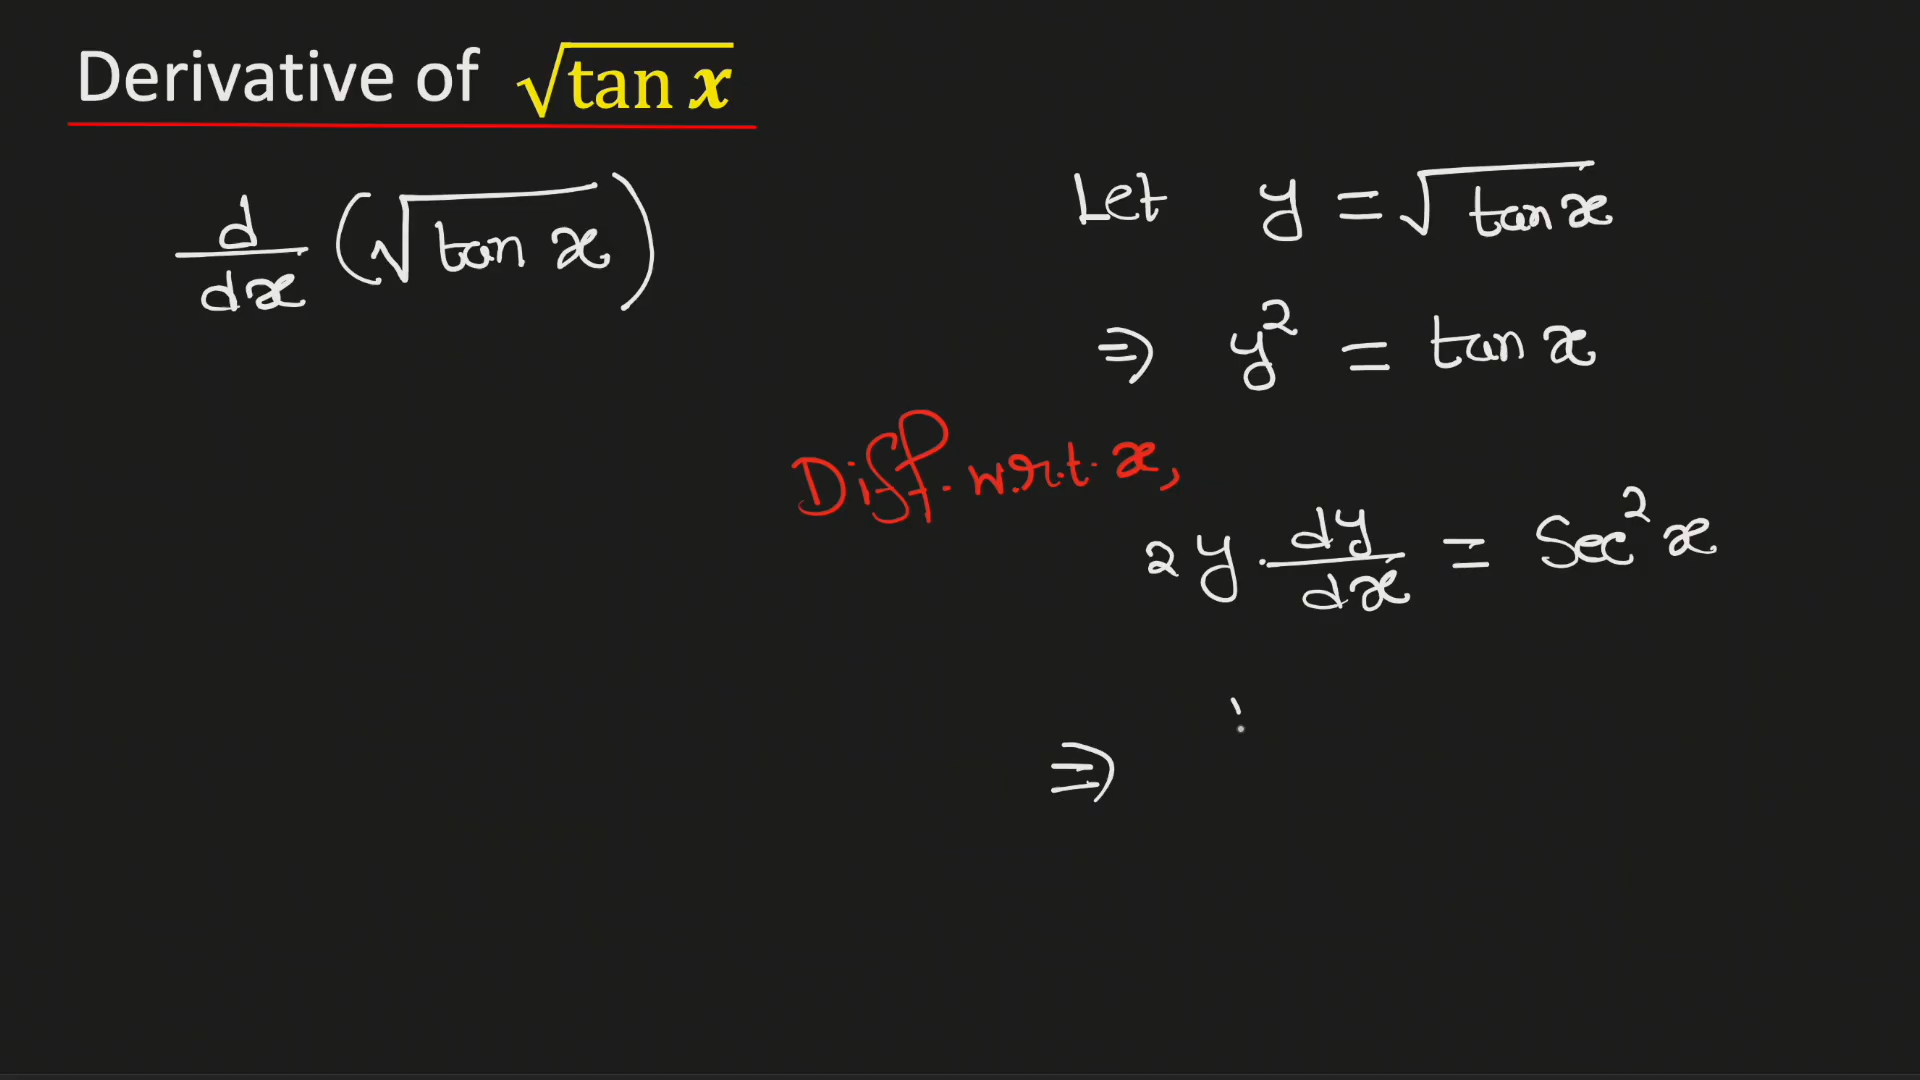 Derivative of √tan x
d/dx (√tan x)
Let y = √tan x
⇒ y² = tan x
Diff. w.r.t. x,
2y · dy/dx = Sec² x
⇒